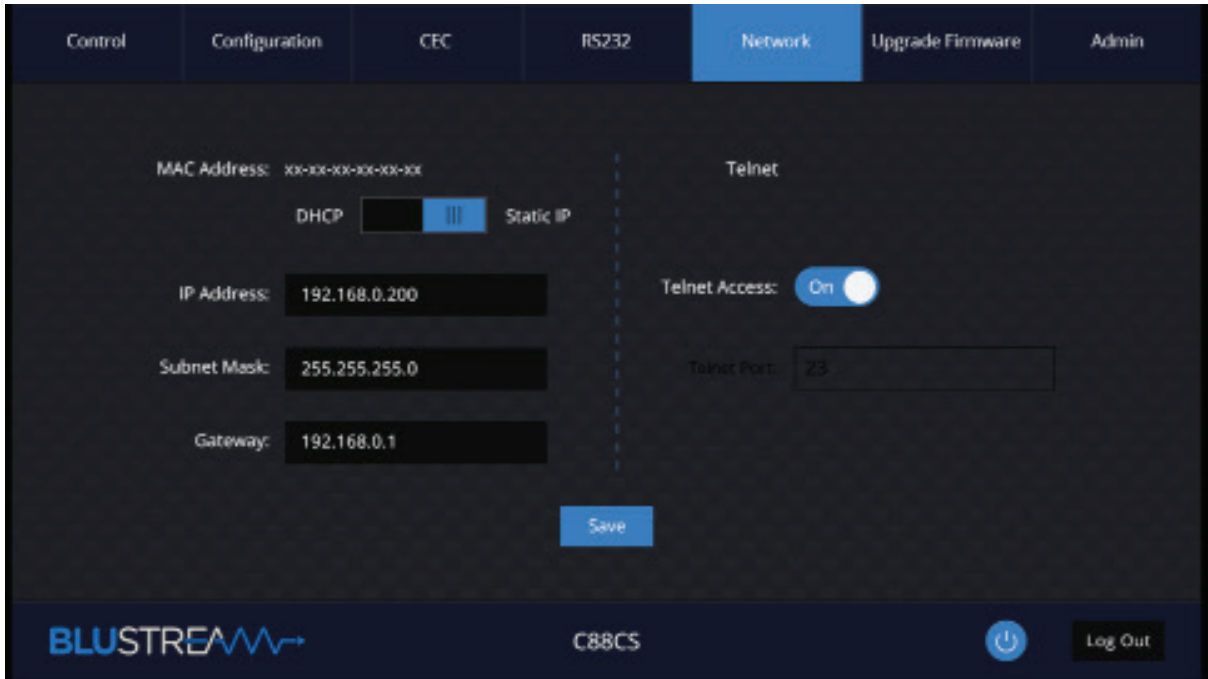 Control Configuration CEC RS232 Network Upgrade Firmware Admin
MAC Address: xx-xx-xx-xx-xx-xx
DHCP Static IP
IP Address: 192.168.0.200
Subnet Mask: 255.255.255.0
Gateway: 192.168.0.1
Telnet
Telnet Access: On
Telnet Port: 23
Save
BLUSTREAM
C88CS
Log Out